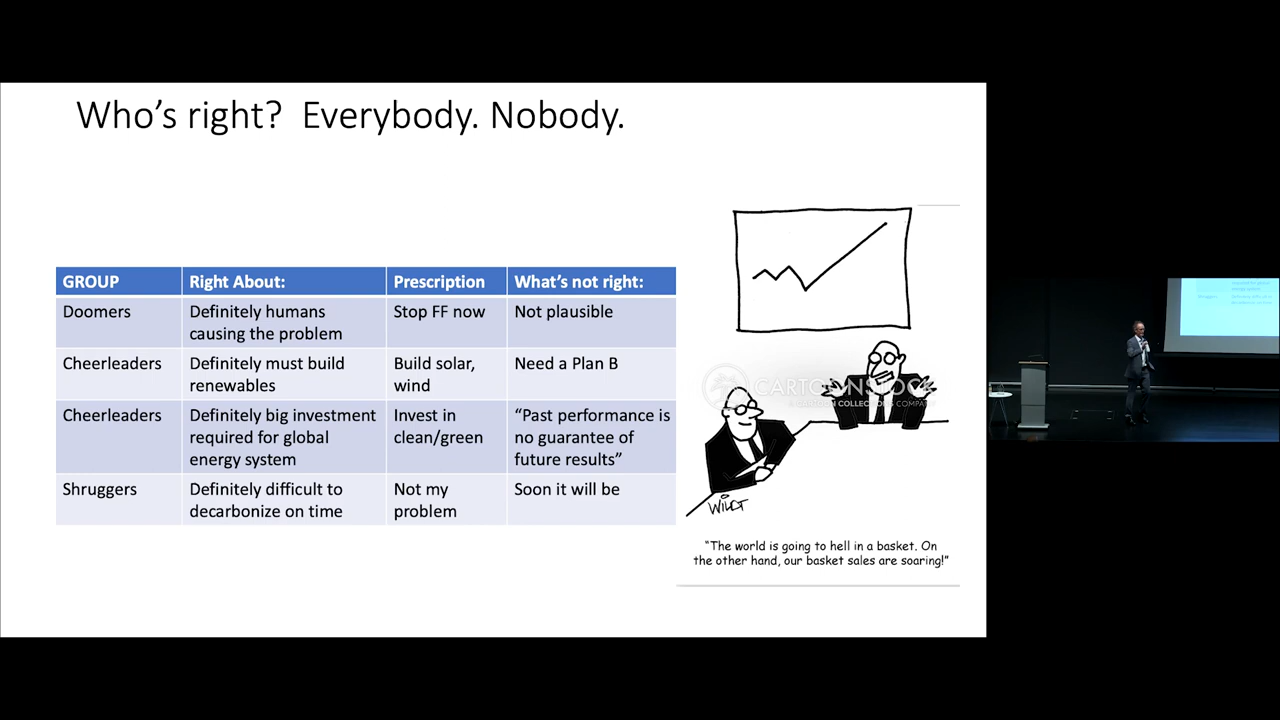 Who's right?  Everybody. Nobody.
GROUP
Right About:
Prescription
What's not right:
Doomers
Definitely humans
causing the problem
Stop FF now
Not plausible
Cheerleaders
Definitely must build
renewables
Build solar,
wind
Need a Plan B
Cheerleaders
Definitely big investment
required for global
energy system
Invest in
clean/green
“Past performance is
no guarantee of
future results”
Shruggers
Definitely difficult to
decarbonize on time
Not my
problem
Soon it will be
CARTOONSTOCK
WILDT
“The world is going to hell in a basket. On
the other hand, our basket sales are soaring!”